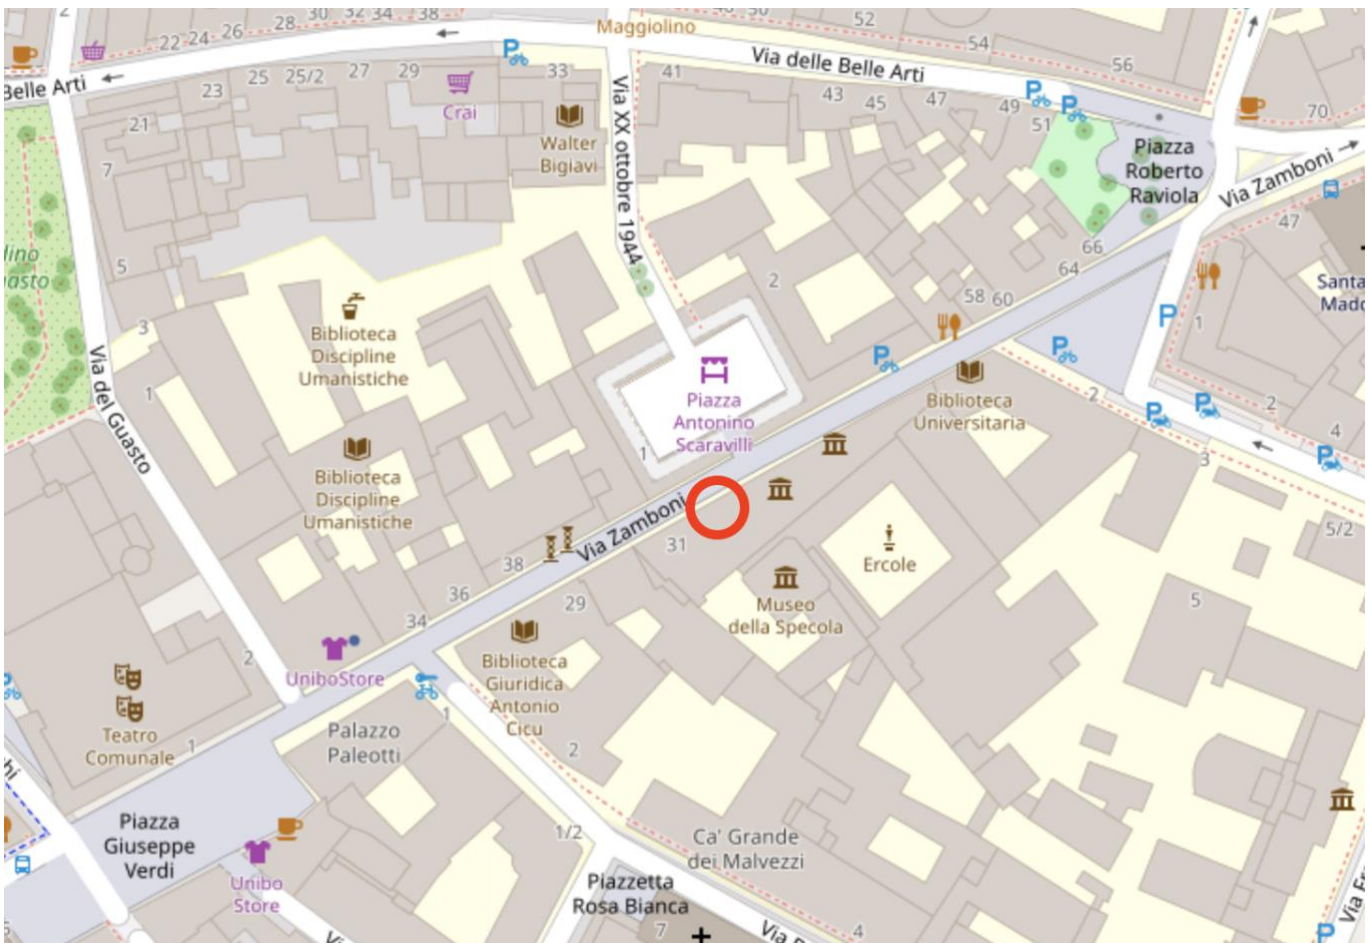 2
22 24 26
28
30
32 34
38
Maggiolino
52
54
56
Via delle Belle Arti
70
Belle Arti
21
23
25
25/2
27
29
Crai
33
Walter
Bigiavi
Via XX ottobre 1944
41
43
45
47
49
51
Piazza
Roberto
Raviola
Via Zamboni
47
7
5
3
1
66
64
58 60
2
Santa
1
Biblioteca
Discipline
Umanistiche
Via del Guasto
Piazza
Antonino
Scaravilli
1
Biblioteca
Universitaria
2
2
4
3
5/2
Biblioteca
Discipline
Umanistiche
Via Zamboni
31
38
36
34
29
Ercole
Museo
della Specola
5
2
UniboStore
Biblioteca
Giuridica
Antonio
Cicu
1
2
Teatro
Comunale
1
Palazzo
Paleotti
Piazza
Giuseppe
Verdi
Unibo
Store
1/2
Ca' Grande
dei Malvezzi
Piazzetta
Rosa Bianca
7
4